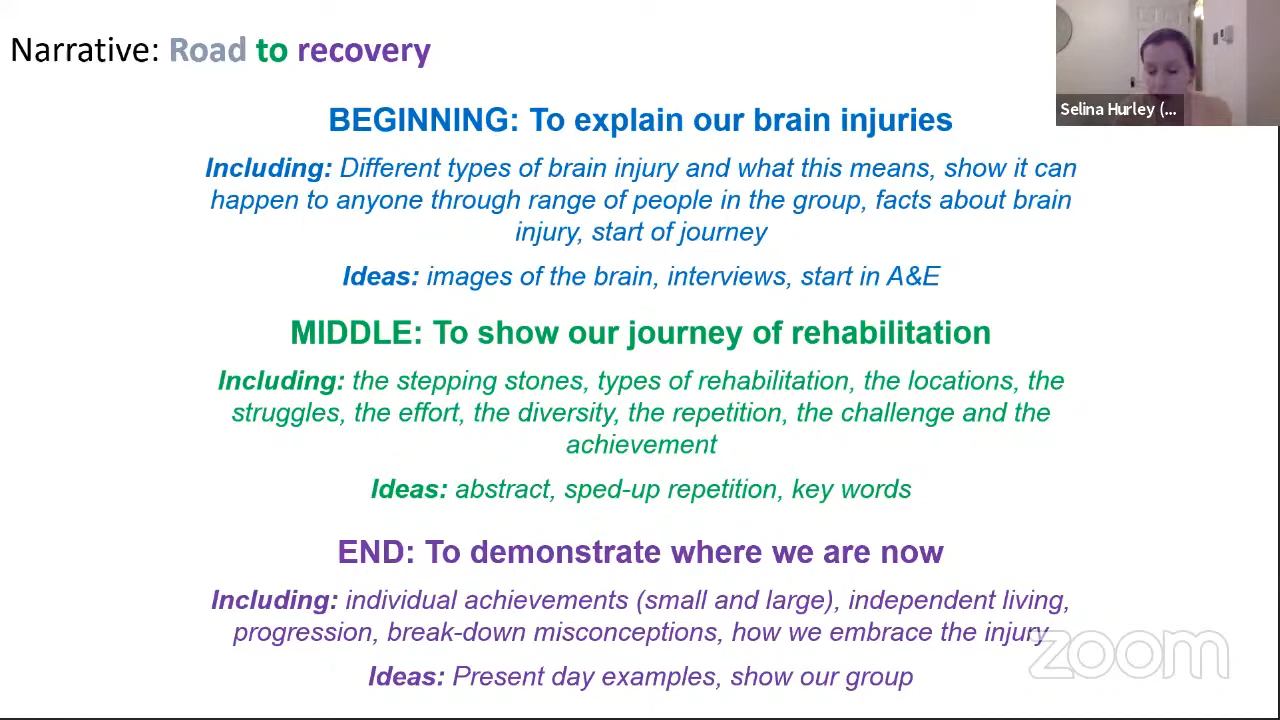 Narrative: Road to recovery
Selina Hurley (...
BEGINNING: To explain our brain injuries
Including: Different types of brain injury and what this means, show it can
happen to anyone through range of people in the group, facts about brain
injury, start of journey
Ideas: images of the brain, interviews, start in A&E
MIDDLE: To show our journey of rehabilitation
Including: the stepping stones, types of rehabilitation, the locations, the
struggles, the effort, the diversity, the repetition, the challenge and the
achievement
Ideas: abstract, sped-up repetition, key words
END: To demonstrate where we are now
Including: individual achievements (small and large), independent living,
progression, break-down misconceptions, how we embrace the injury
Ideas: Present day examples, show our group
zoom